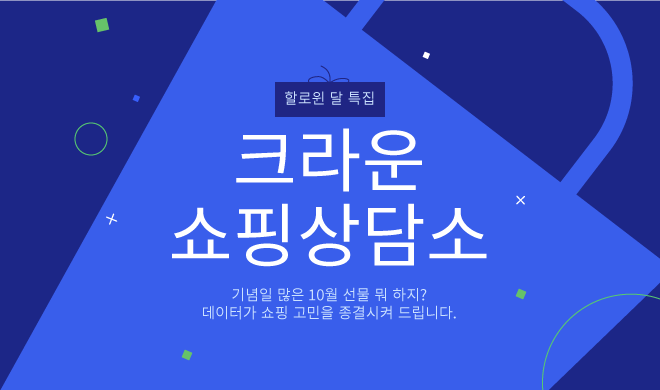 할로윈 달 특집
크라운
쇼핑상담소
기념일 많은 10월 선물 뭐 하지?
데이터가 쇼핑 고민을 종결시켜 드립니다.